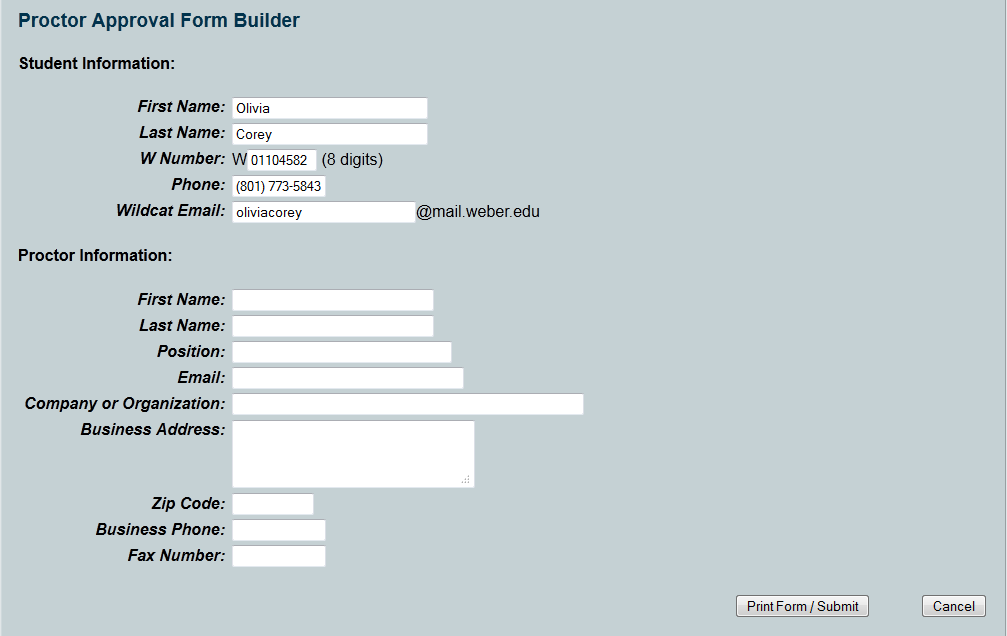 Proctor Approval Form Builder
Student Information:
First Name: Olivia
Last Name: Corey
W Number: W 01104582 (8 digits)
Phone: (801) 773-5843
Wildcat Email: oliviacorey @mail.weber.edu
Proctor Information:
First Name:
Last Name:
Position:
Email:
Company or Organization:
Business Address:
Zip Code:
Business Phone:
Fax Number:
Print Form / Submit Cancel